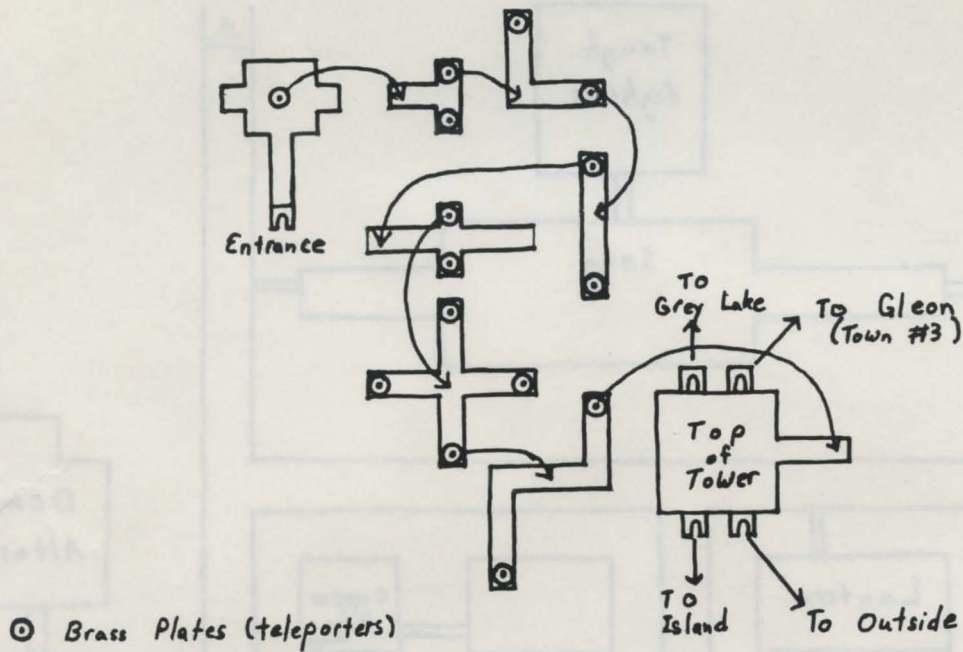 Entrance
To
Grey Lake
To Gleon
(Town #3)
Top
of
Tower
To
Island
To Outside
Brass Plates (teleporters)